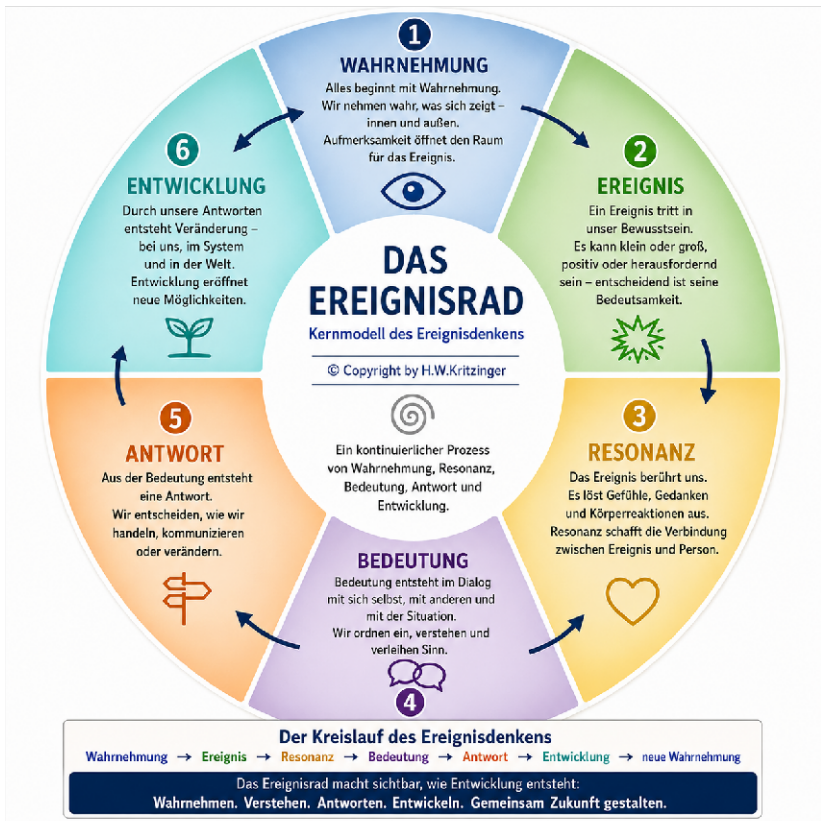 1
WAHRNEHMUNG
Alles beginnt mit Wahrnehmung.
Wir nehmen wahr, was sich zeigt –
innen und außen.
Aufmerksamkeit öffnet den Raum
für das Ereignis.
2
EREIGNIS
Ein Ereignis tritt in
unser Bewusstsein.
Es kann klein oder groß,
positiv oder herausfordernd
sein – entscheidend ist seine
Bedeutsamkeit.
3
RESONANZ
Das Ereignis berührt uns.
Es löst Gefühle, Gedanken
und Körperreaktionen aus.
Resonanz schafft die Verbindung
zwischen Ereignis und Person.
BEDEUTUNG
Bedeutung entsteht im Dialog
mit sich selbst, mit anderen und
mit der Situation.
Wir ordnen ein, verstehen und
verleihen Sinn.
4
5
ANTWORT
Aus der Bedeutung entsteht
eine Antwort.
Wir entscheiden, wie wir
handeln, kommunizieren
oder verändern.
6
ENTWICKLUNG
Durch unsere Antworten
entsteht Veränderung –
bei uns, im System
und in der Welt.
Entwicklung eröffnet
neue Möglichkeiten.
DAS
EREIGNISRAD
Kernmodell des Ereignisdenkens
© Copyright by H.W.Kritzinger
Ein kontinuierlicher Prozess
von Wahrnehmung, Resonanz,
Bedeutung, Antwort und
Entwicklung.
Der Kreislauf des Ereignisdenkens
Wahrnehmung → Ereignis → Resonanz → Bedeutung → Antwort → Entwicklung → neue Wahrnehmung
Das Ereignisrad macht sichtbar, wie Entwicklung entsteht:
Wahrnehmen. Verstehen. Antworten. Entwickeln. Gemeinsam Zukunft gestalten.